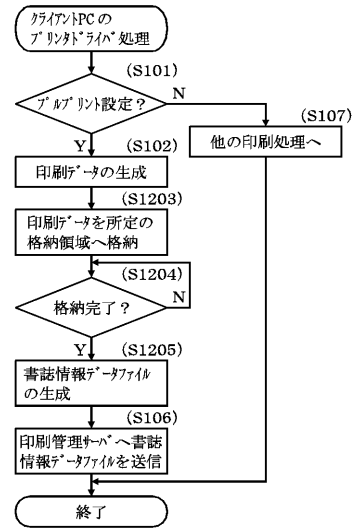 ｸﾗｲｱﾝﾄPCの
ﾌﾟﾘﾝﾀﾄﾞﾗｲﾊﾞ処理
(S101)
ﾌﾟﾙﾌﾟﾘﾝﾄ設定？
N
(S107)
他の印刷処理へ
Y
(S102)
印刷ﾃﾞｰﾀの生成
(S1203)
印刷ﾃﾞｰﾀを所定の
格納領域へ格納
(S1204)
格納完了？
N
Y
(S1205)
書誌情報ﾃﾞｰﾀﾌｧｲﾙ
の生成
(S106)
印刷管理ｻｰﾊﾞへ書誌
情報ﾃﾞｰﾀﾌｧｲﾙを送信
終了